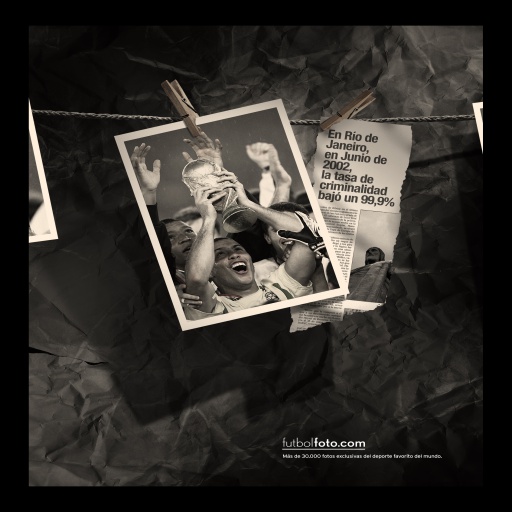 En Río de
Janeiro,
en Junio de
2002,
la tasa de
criminalidad
bajó un 99,9%
futbolfoto.com
Más de 30.000 fotos exclusivas del deporte favorito del mundo.